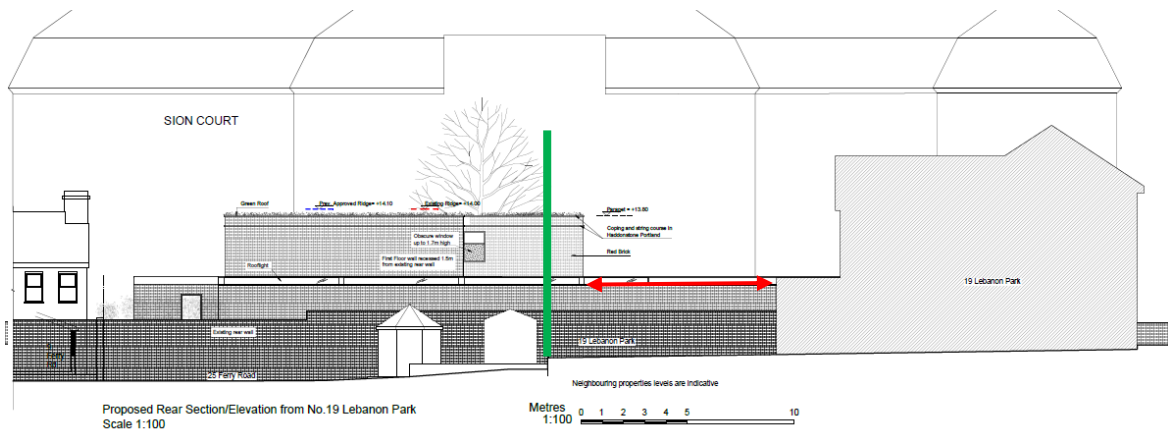 SION COURT
Green Roof
Prev. Approved Ridge= +14.10
Existing Ridge= +14.00
Parapet = +13.80
Coping and string course in
Haddonstone Portland
Obscure window
up to 1.7m high
Red Brick
First Floor wall recessed 1.5m
from existing rear wall
Rooflight
19 Lebanon Park
Existing rear wall
Ferry
Rd
19 Lebanon Park
25 Ferry Road
Neighbouring properties levels are indicative
Proposed Rear Section/Elevation from No.19 Lebanon Park
Scale 1:100
Metres
1:100
0 1 2 3 4 5 10